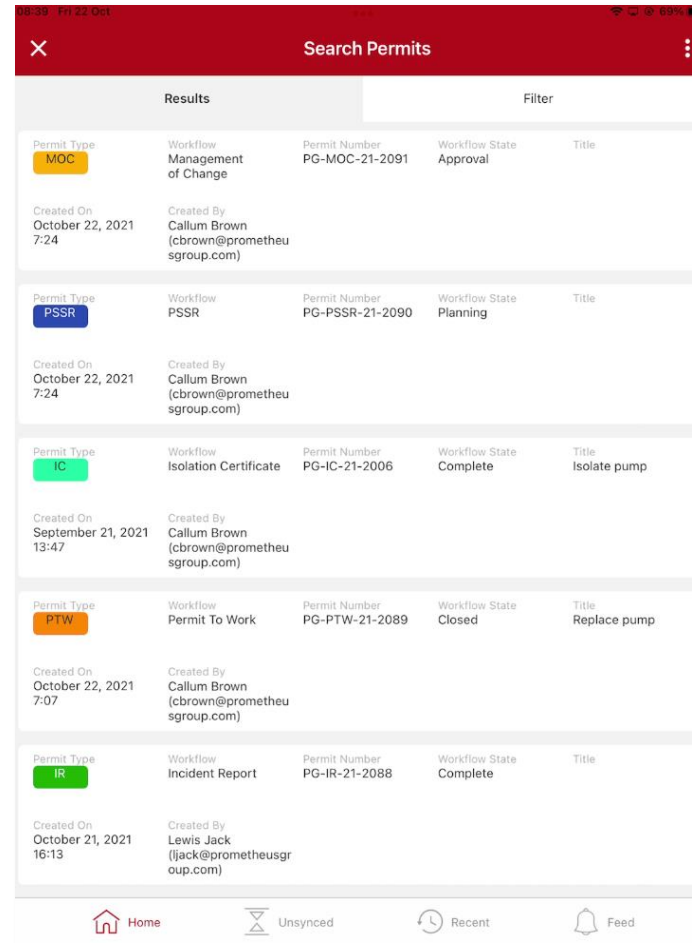 08:39 Fri 22 Oct
69%
Search Permits
Results
Filter
Permit Type
Workflow
Permit Number
Workflow State
Title
MOC
Management
of Change
PG-MOC-21-2091
Approval
Created On
Created By
October 22, 2021
7:24
Callum Brown
(cbrown@prometheu
sgroup.com)
Permit Type
Workflow
Permit Number
Workflow State
Title
PSSR
PSSR
PG-PSSR-21-2090
Planning
Created On
Created By
October 22, 2021
7:24
Callum Brown
(cbrown@prometheu
sgroup.com)
Permit Type
Workflow
Permit Number
Workflow State
Title
IC
Isolation Certificate
PG-IC-21-2006
Complete
Isolate pump
Created On
Created By
September 21, 2021
13:47
Callum Brown
(cbrown@prometheu
sgroup.com)
Permit Type
Workflow
Permit Number
Workflow State
Title
PTW
Permit To Work
PG-PTW-21-2089
Closed
Replace pump
Created On
Created By
October 22, 2021
7:07
Callum Brown
(cbrown@prometheu
sgroup.com)
Permit Type
Workflow
Permit Number
Workflow State
Title
IR
Incident Report
PG-IR-21-2088
Complete
Created On
Created By
October 21, 2021
16:13
Lewis Jack
(ljack@prometheusgr
oup.com)
Home
Unsynced
Recent
Feed